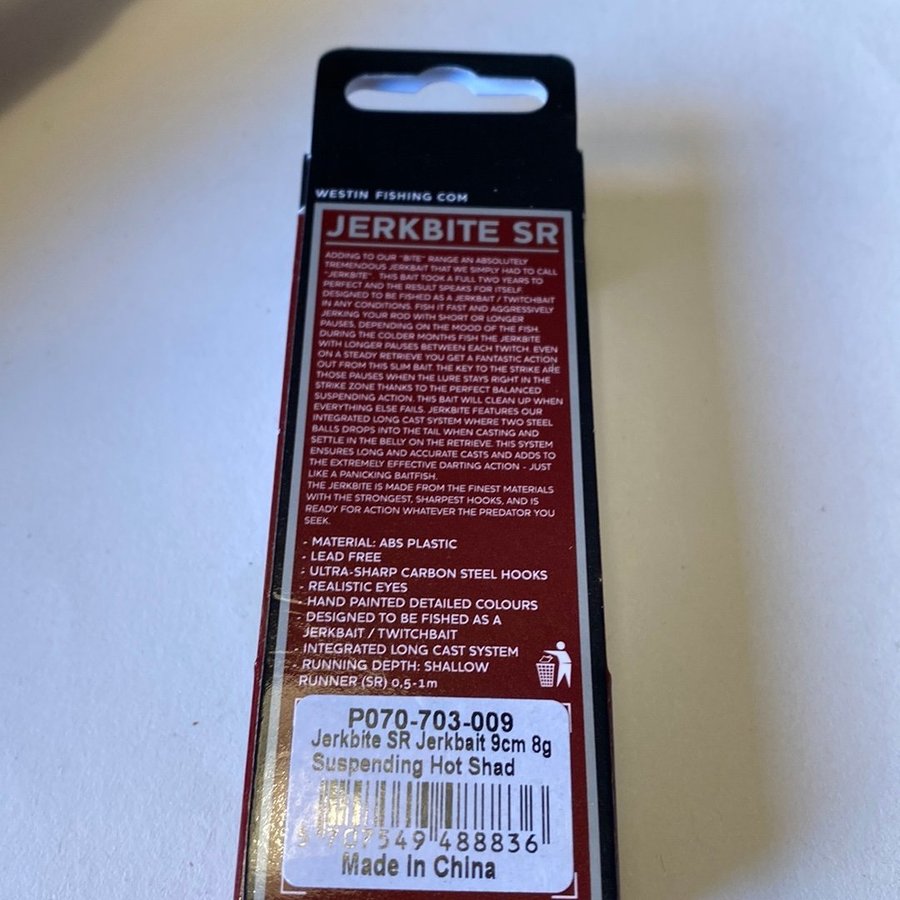 WESTIN FISHING COM
JERKBITE SR
ADDING TO OUR "BITE" RANGE AN ABSOLUTELY
TREMENDOUS JERKBAIT THAT WE SIMPLY HAD TO CALL
"JERKBITE". THIS BAIT TOOK A FULL TWO YEARS TO
PERFECT AND THE RESULT SPEAKS FOR ITSELF.
DESIGNED TO BE FISHED AS A JERKBAIT / TWITCHBAIT
IN ANY CONDITIONS. FISH IT FAST AND AGGRESSIVELY
JERKING YOUR ROD WITH SHORT OR LONGER
PAUSES, DEPENDING ON THE MOOD OF THE FISH.
DURING THE COLDER MONTHS FISH THE JERKBITE
WITH LONGER PAUSES BETWEEN EACH TWITCH. EVEN
ON A STEADY RETRIEVE YOU GET A FANTASTIC ACTION
OUT FROM THIS SLIM BAIT. THE KEY TO THE STRIKE ARE
THOSE PAUSES WHEN THE LURE STAYS RIGHT IN THE
STRIKE ZONE THANKS TO THE PERFECT BALANCED
SUSPENDING ACTION. THIS BAIT WILL CLEAN UP WHEN
EVERYTHING ELSE FAILS. JERKBITE FEATURES OUR
INTEGRATED LONG CAST SYSTEM WHERE TWO STEEL
BALLS DROPS INTO THE TAIL WHEN CASTING AND
SETTLE IN THE BELLY ON THE RETRIEVE. THIS SYSTEM
ENSURES LONG AND ACCURATE CASTS AND ADDS TO
THE EXTREMELY EFFECTIVE DARTING ACTION - JUST
LIKE A PANICKING BAITFISH.
THE JERKBITE IS MADE FROM THE FINEST MATERIALS
WITH THE STRONGEST, SHARPEST HOOKS, AND IS
READY FOR ACTION WHATEVER THE PREDATOR YOU
SEEK.
- MATERIAL: ABS PLASTIC
- LEAD FREE
- ULTRA-SHARP CARBON STEEL HOOKS
- REALISTIC EYES
- HAND PAINTED DETAILED COLOURS
- DESIGNED TO BE FISHED AS A
JERKBAIT / TWITCHBAIT
- INTEGRATED LONG CAST SYSTEM
- RUNNING DEPTH: SHALLOW
RUNNER (SR) 0,5-1m
P070-703-009
Jerkbite SR Jerkbait 9cm 8g
Suspending Hot Shad
5 707549 488836
Made In China